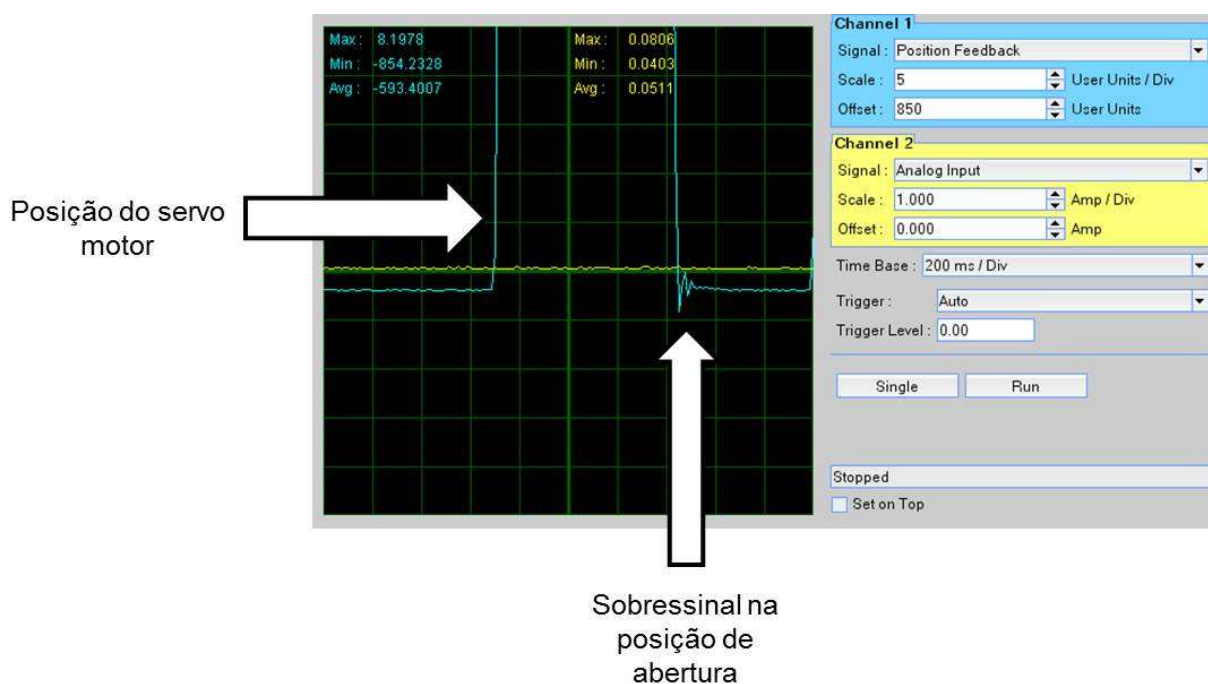 Max : 8.1978
Min : -854.2328
Avg : -593.4007
Max : 0.0806
Min : 0.0403
Avg : 0.0511
Channel 1
Signal : Position Feedback
Scale : 5 User Units / Div
Offset : 850 User Units
Channel 2
Signal : Analog Input
Scale : 1.000 Amp / Div
Offset : 0.000 Amp
Time Base : 200 ms / Div
Trigger : Auto
Trigger Level : 0.00
Single Run
Stopped
Set on Top
Posição do servo
motor
Sobressinal na
posição de
abertura